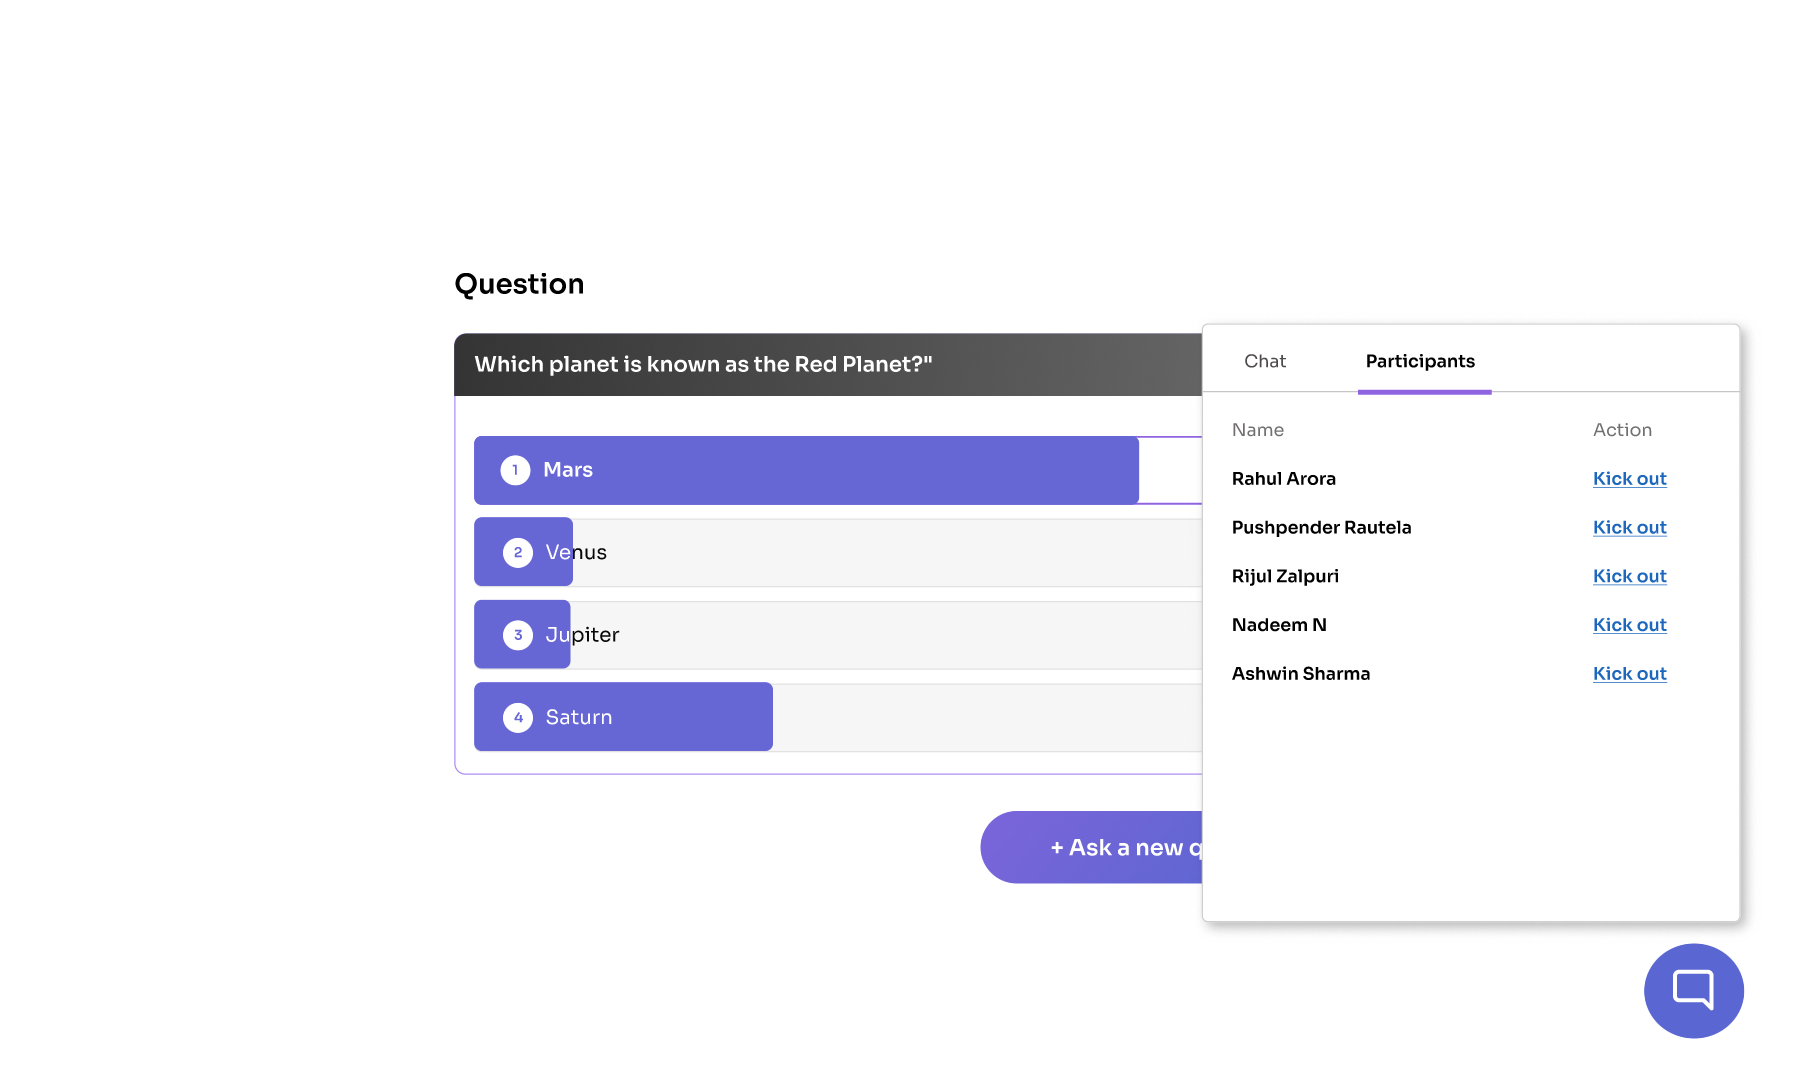 Question
Which planet is known as the Red Planet?"
1 Mars
2 Venus
3 Jupiter
4 Saturn
+ Ask a new q
Chat Participants
Name Action
Rahul Arora Kick out
Pushpender Rautela Kick out
Rijul Zalpuri Kick out
Nadeem N Kick out
Ashwin Sharma Kick out